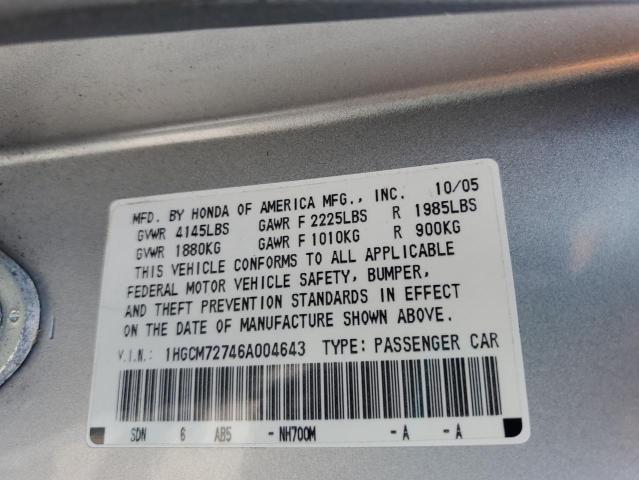 MFD. BY HONDA OF AMERICA MFG., INC. 10/05
GVWR 4145LBS GAWR F 2225LBS R 1985LBS
GVWR 1880KG GAWR F 1010KG R 900KG
THIS VEHICLE CONFORMS TO ALL APPLICABLE
FEDERAL MOTOR VEHICLE SAFETY, BUMPER,
AND THEFT PREVENTION STANDARDS IN EFFECT
ON THE DATE OF MANUFACTURE SHOWN ABOVE.
V.I.N.: 1HGCM72746A004643 TYPE: PASSENGER CAR
SDN 6 AB5 - NH700M - A - A